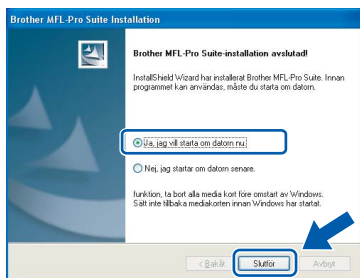 Brother MFL-Pro Suite Installation
Brother MFL-Pro Suite-installation avslutad!
InstallShield Wizard har installerat Brother MFL-Pro Suite. Innan
programmet kan användas, måste du starta om datorn.
Ja, jag vill starta om datorn nu.
Nej, jag startar om datorn senare.
funktion, ta bort alla media kort före omstart av Windows.
Sätt inte tillbaka mediakorten innan Windows har startat.
< Bakåt Slutför Avbryt